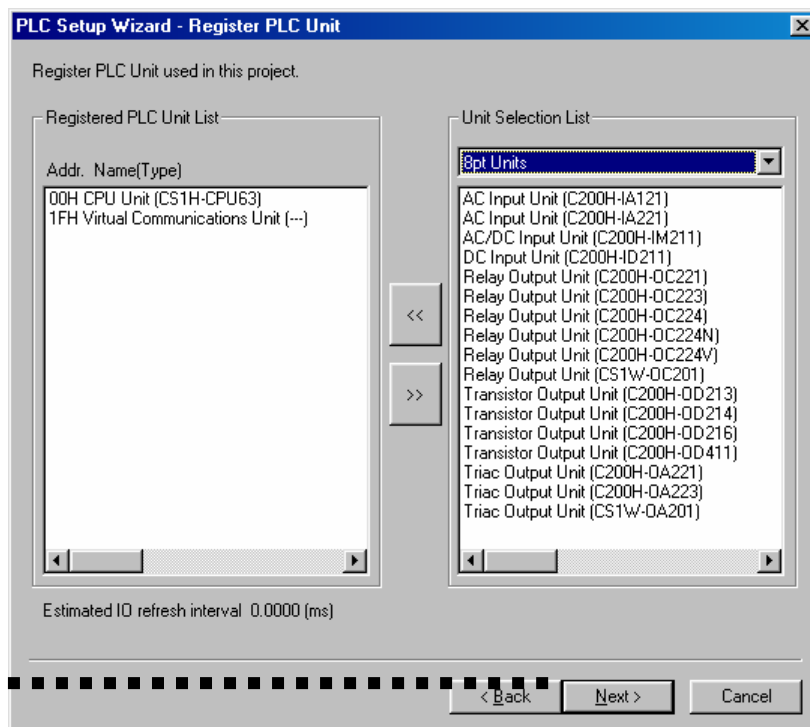 PLC Setup Wizard - Register PLC Unit
Register PLC Unit used in this project.
Registered PLC Unit List
Addr. Name(Type)
00H CPU Unit (CS1H-CPU63)
1FH Virtual Communications Unit (---)
<<
>>
Unit Selection List
8pt Units
AC Input Unit (C200H-IA121)
AC Input Unit (C200H-IA221)
AC/DC Input Unit (C200H-IM211)
DC Input Unit (C200H-ID211)
Relay Output Unit (C200H-OC221)
Relay Output Unit (C200H-OC223)
Relay Output Unit (C200H-OC224)
Relay Output Unit (C200H-OC224N)
Relay Output Unit (C200H-OC224V)
Relay Output Unit (CS1W-OC201)
Transistor Output Unit (C200H-OD213)
Transistor Output Unit (C200H-OD214)
Transistor Output Unit (C200H-OD216)
Transistor Output Unit (C200H-OD411)
Triac Output Unit (C200H-OA221)
Triac Output Unit (C200H-OA223)
Triac Output Unit (CS1W-OA201)
Estimated IO refresh interval 0.0000 (ms)
< Back
Next >
Cancel